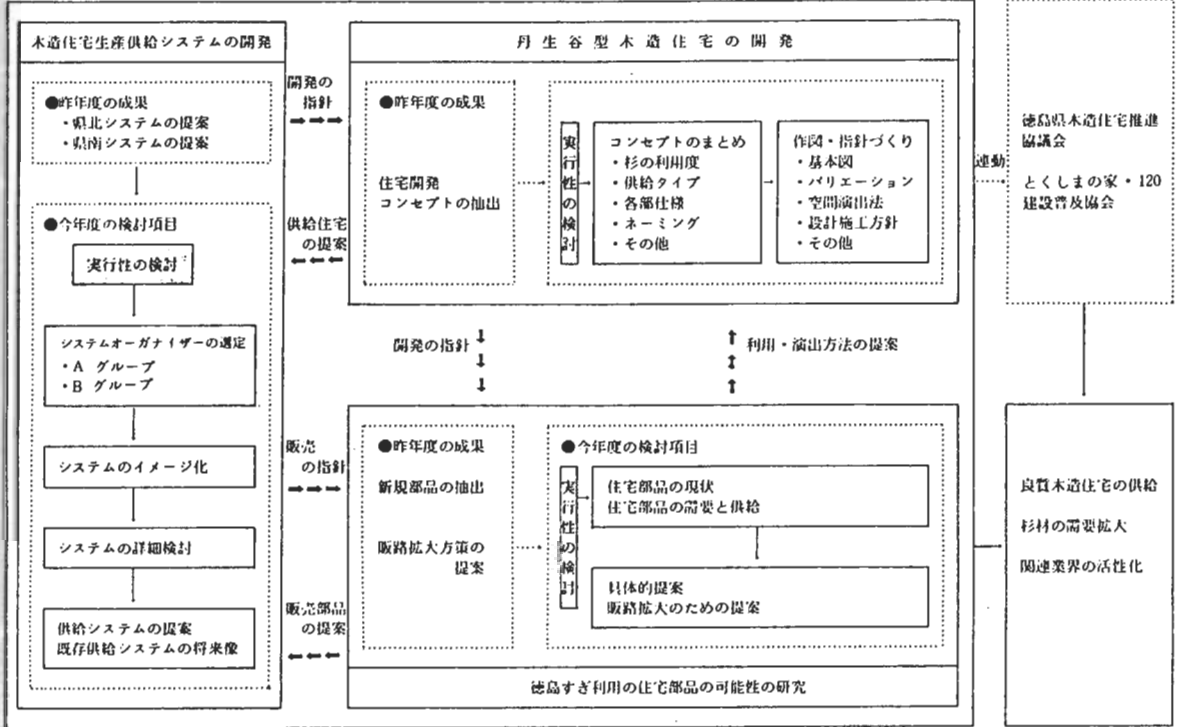 木造住宅生産供給システムの開発
●昨年度の成果
・県北システムの提案
・県南システムの提案
●今年度の検討項目
実行性の検討
システムオーガナイザーの選定
・A グループ
・B グループ
システムのイメージ化
システムの詳細検討
供給システムの提案
既存供給システムの将来像
開発の
指針
供給住宅
の提案
販売
の指針
販売部品
の提案
丹生谷型木造住宅の開発
●昨年度の成果
住宅開発
コンセプトの抽出
実行性の検討
コンセプトのまとめ
・杉の利用度
・供給タイプ
・各部仕様
・ネーミング
・その他
作図・指針づくり
・基本図
・バリエーション
・空間演出法
・設計施工方針
・その他
開発の指針
利用・演出方法の提案
●昨年度の成果
新規部品の抽出
販路拡大方策の
提案
●今年度の検討項目
実行性の検討
住宅部品の現状
住宅部品の需要と供給
具体的提案
販路拡大のための提案
徳島すぎ利用の住宅部品の可能性の研究
連動
徳島県木造住宅推進
協議会
とくしまの家・120
建設普及協会
良質木造住宅の供給
杉材の需要拡大
関連業界の活性化